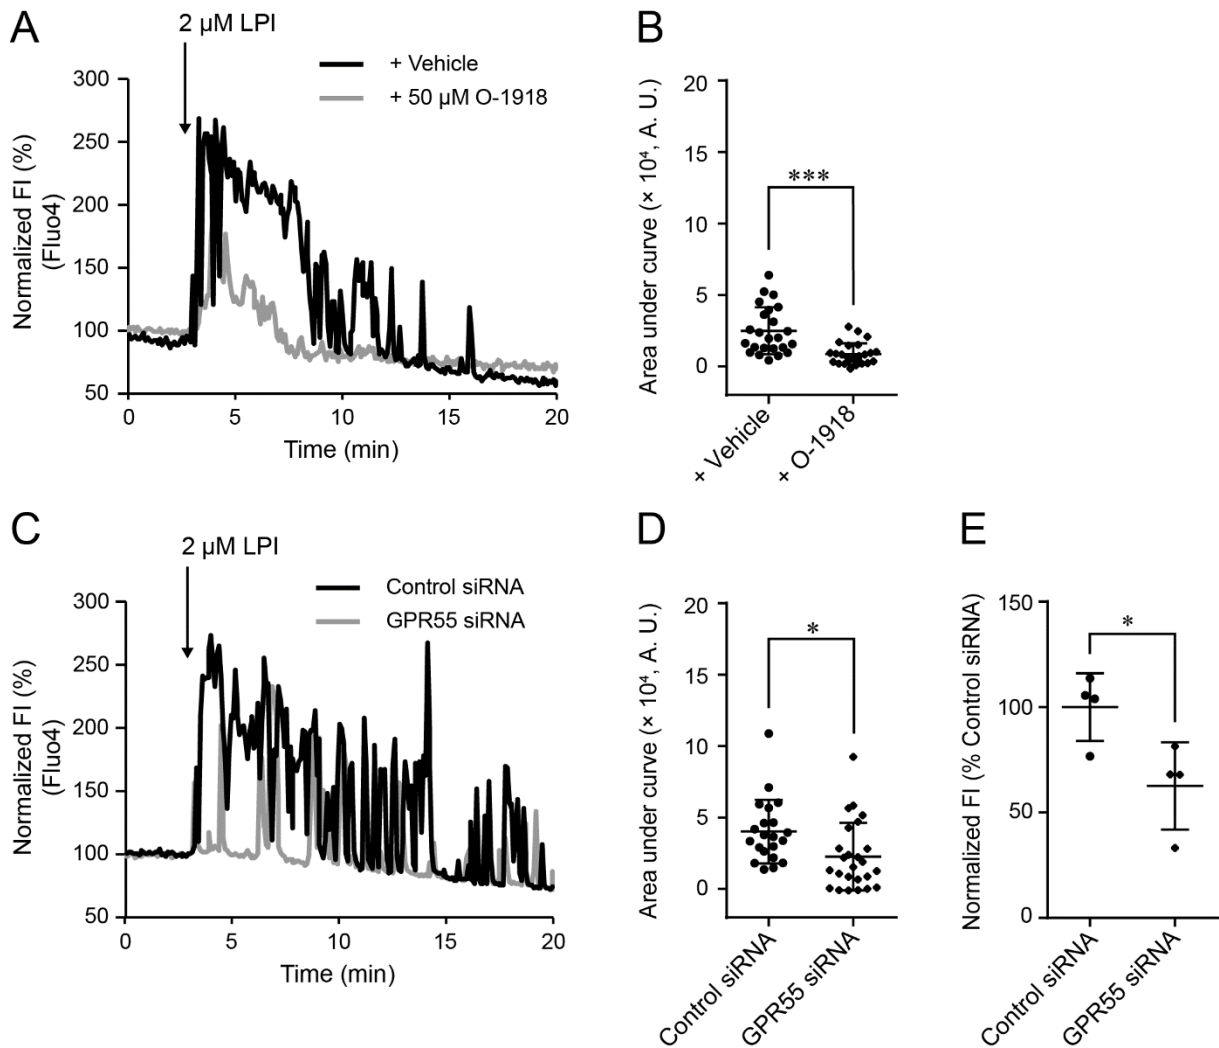 A
2 µM LPI
+ Vehicle
+ 50 µM O-1918
300
250
200
150
100
50
0
5
10
15
20
Normalized FI (%)
(Fluo4)
Time (min)
B
20
15
10
5
0
Area under curve (× 10⁴, A. U.)
***
+ Vehicle
+ O-1918
C
2 µM LPI
Control siRNA
GPR55 siRNA
300
250
200
150
100
50
0
5
10
15
20
Normalized FI (%)
(Fluo4)
Time (min)
D
20
15
10
5
0
Area under curve (× 10⁴, A. U.)
*
Control siRNA
GPR55 siRNA
E
150
100
50
0
Normalized FI (% Control siRNA)
*
Control siRNA
GPR55 siRNA